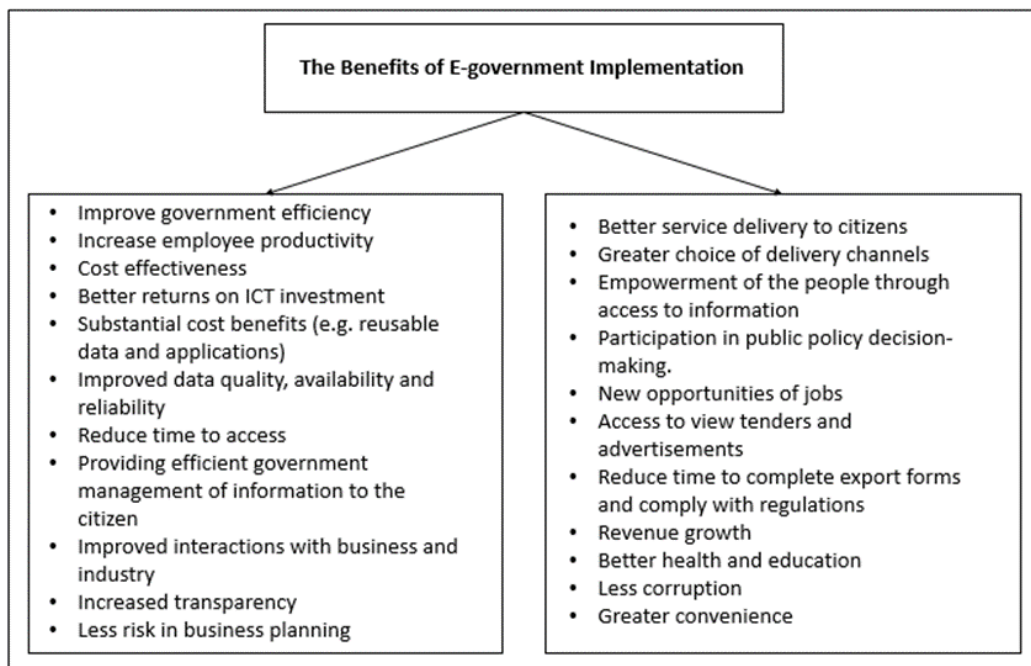 The Benefits of E-government Implementation
• Improve government efficiency
• Increase employee productivity
• Cost effectiveness
• Better returns on ICT investment
• Substantial cost benefits (e.g. reusable
data and applications)
• Improved data quality, availability and
reliability
• Reduce time to access
• Providing efficient government
management of information to the
citizen
• Improved interactions with business and
industry
• Increased transparency
• Less risk in business planning
• Better service delivery to citizens
• Greater choice of delivery channels
• Empowerment of the people through
access to information
• Participation in public policy decision-
making.
• New opportunities of jobs
• Access to view tenders and
advertisements
• Reduce time to complete export forms
and comply with regulations
• Revenue growth
• Better health and education
• Less corruption
• Greater convenience